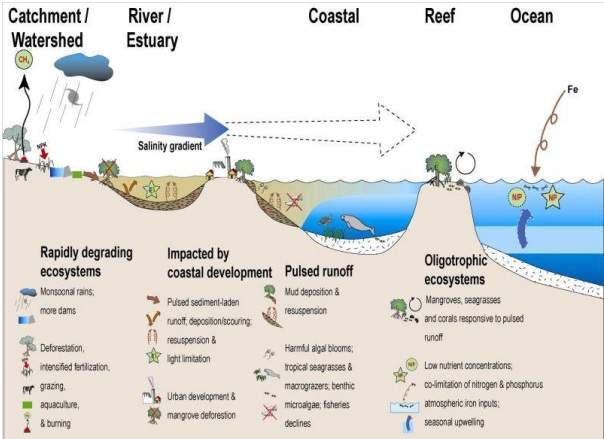 Catchment /
Watershed
River /
Estuary
Coastal
Reef
Ocean
CH₄
NPK
Salinity gradient
Fe
N/P
NP
Rapidly degrading
ecosystems
Monsoonal rains;
more dams
Deforestation,
intensified fertilization,
grazing,
aquaculture,
& burning
Impacted by
coastal development
Pulsed sediment-laden
runoff; deposition/scouring;
resuspension &
light limitation
Urban development &
mangrove deforestion
Pulsed runoff
Mud deposition &
resuspension
Harmful algal blooms;
tropical seagrasses &
macrograzers; benthic
microalgae; fisheries
declines
Oligotrophic
ecosystems
Mangroves, seagrasses
and corals responsive to pulsed
runoff
N/P
NP
Low nutrient concentrations;
co-limitation of nitrogen & phosphorus
atmospheric iron inputs;
seasonal upwelling